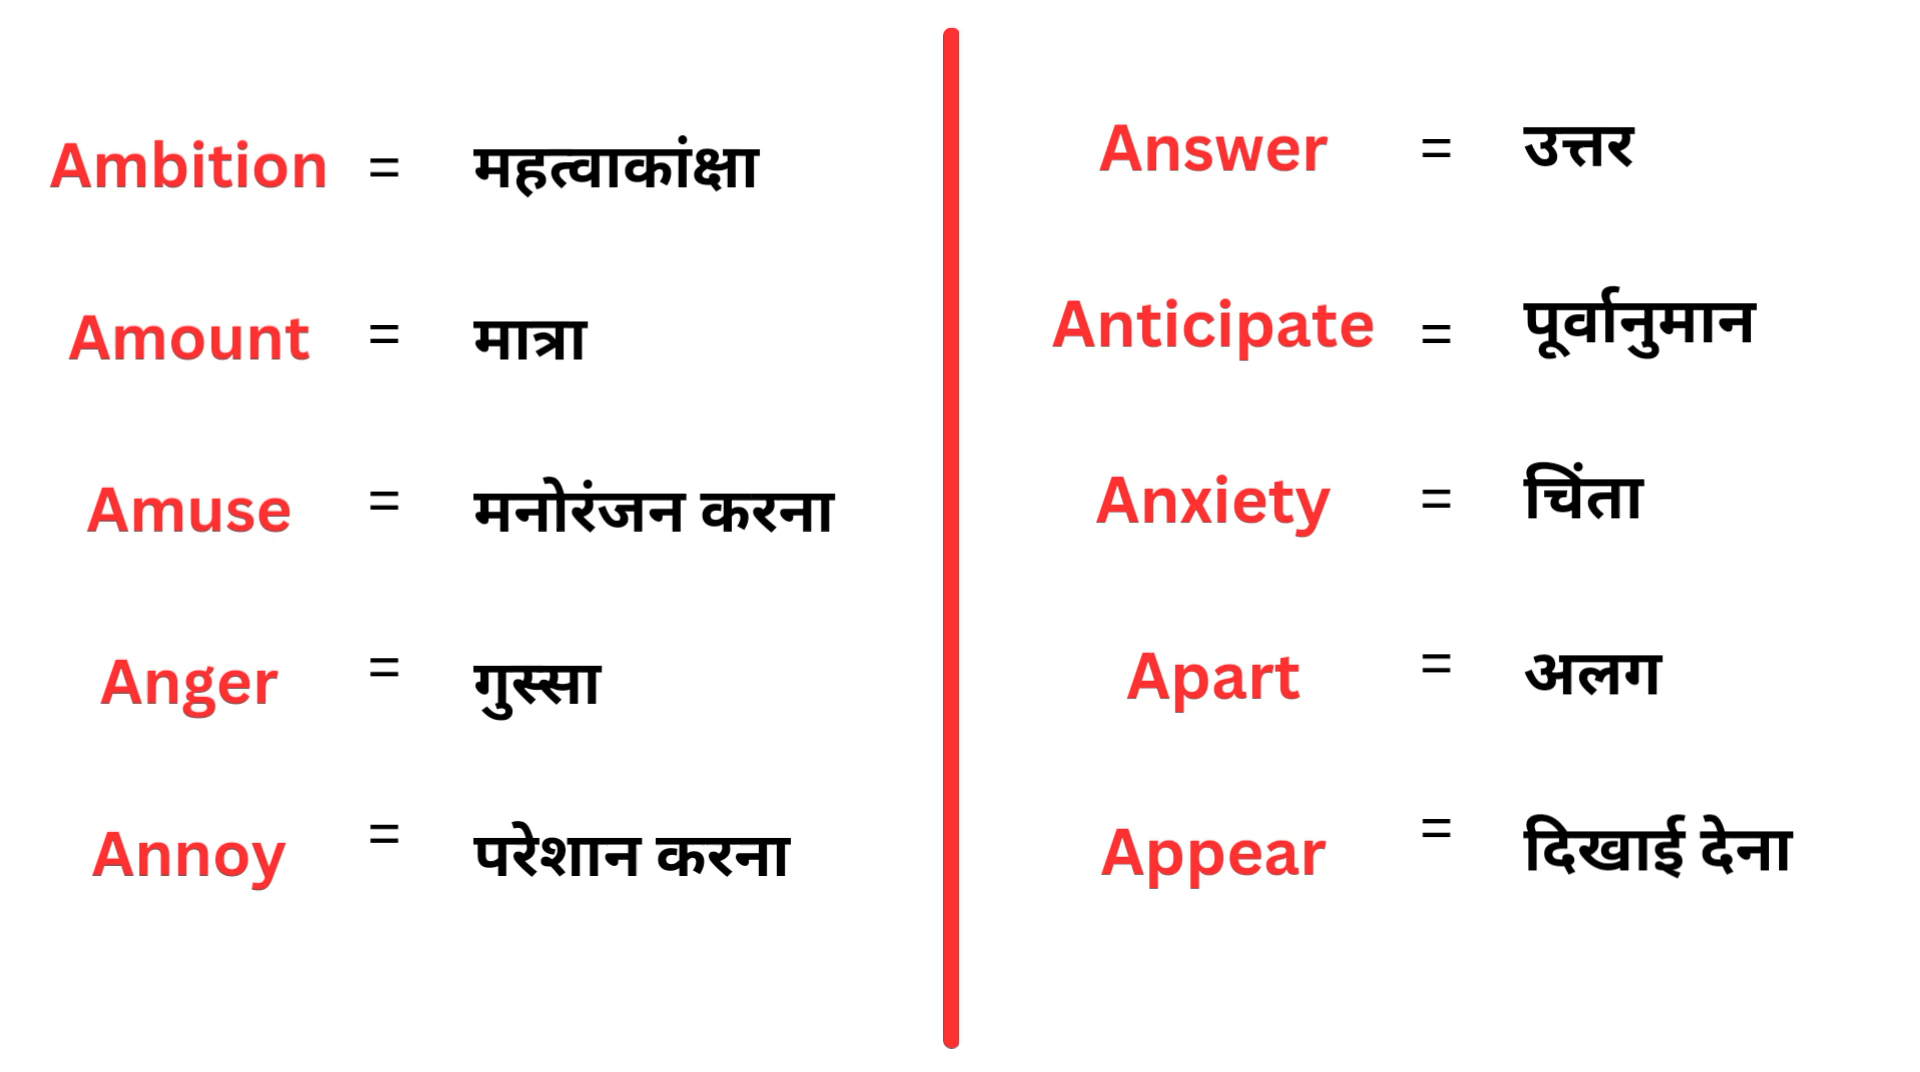 Ambition = महत्वाकांक्षा
Amount = मात्रा
Amuse = मनोरंजन करना
Anger = गुस्सा
Annoy = परेशान करना
Answer = उत्तर
Anticipate = पूर्वानुमान
Anxiety = चिंता
Apart = अलग
Appear = दिखाई देना